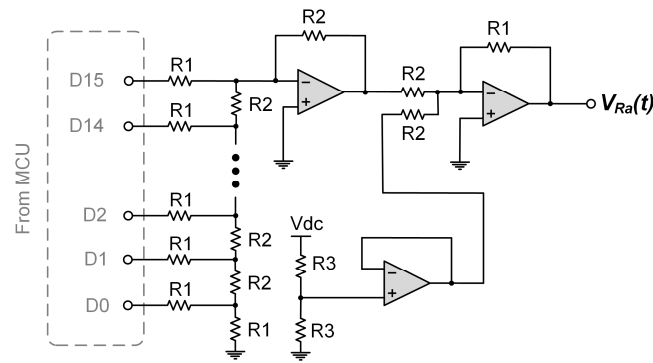 From MCU
D15
D14
D2
D1
D0
R1
R1
R1
R1
R1
R2
R2
R2
R1
R2
−
+
R2
R2
R1
−
+
V_Ra(t)
Vdc
R3
R3
−
+